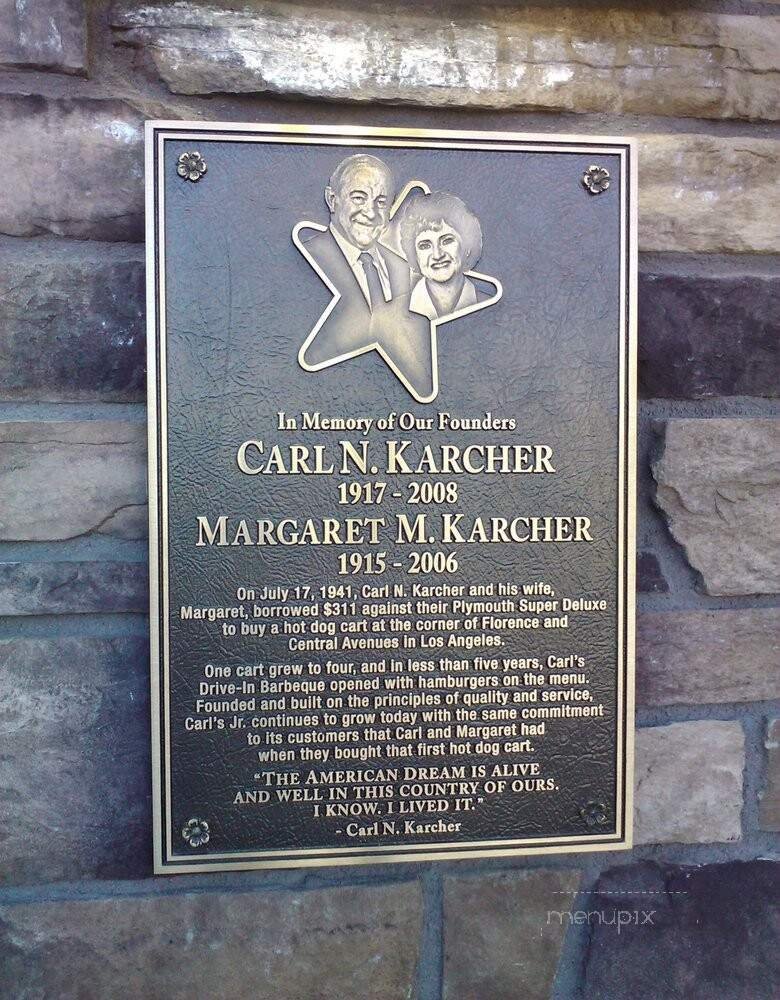 In Memory of Our Founders
CARL N. KARCHER
1917 - 2008
MARGARET M. KARCHER
1915 - 2006
On July 17, 1941, Carl N. Karcher and his wife,
Margaret, borrowed $311 against their Plymouth Super Deluxe
to buy a hot dog cart at the corner of Florence and
Central Avenues in Los Angeles.
One cart grew to four, and in less than five years, Carl's
Drive-In Barbeque opened with hamburgers on the menu.
Founded and built on the principles of quality and service,
Carl's Jr. continues to grow today with the same commitment
to its customers that Carl and Margaret had
when they bought that first hot dog cart.
"THE AMERICAN DREAM IS ALIVE
AND WELL IN THIS COUNTRY OF OURS.
I KNOW. I LIVED IT."
- Carl N. Karcher
menupix